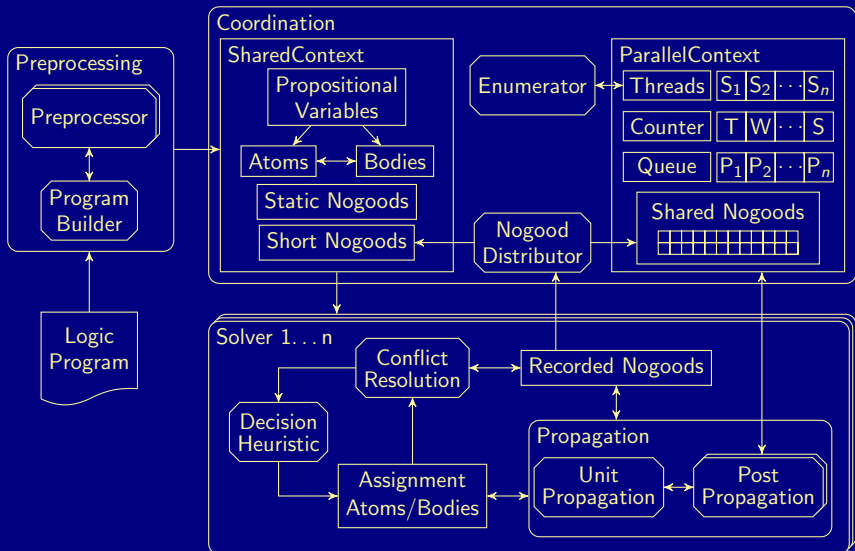 Coordination
SharedContext
Propositional
Variables
Atoms
Bodies
Static Nogoods
Short Nogoods
Enumerator
Nogood
Distributor
ParallelContext
Threads S₁ S₂ ··· Sₙ
Counter T W ··· S
Queue P₁ P₂ ··· Pₙ
Shared Nogoods
Preprocessing
Preprocessor
Program
Builder
Logic
Program
Solver 1...n
Conflict
Resolution
Recorded Nogoods
Decision
Heuristic
Assignment
Atoms/Bodies
Propagation
Unit
Propagation
Post
Propagation